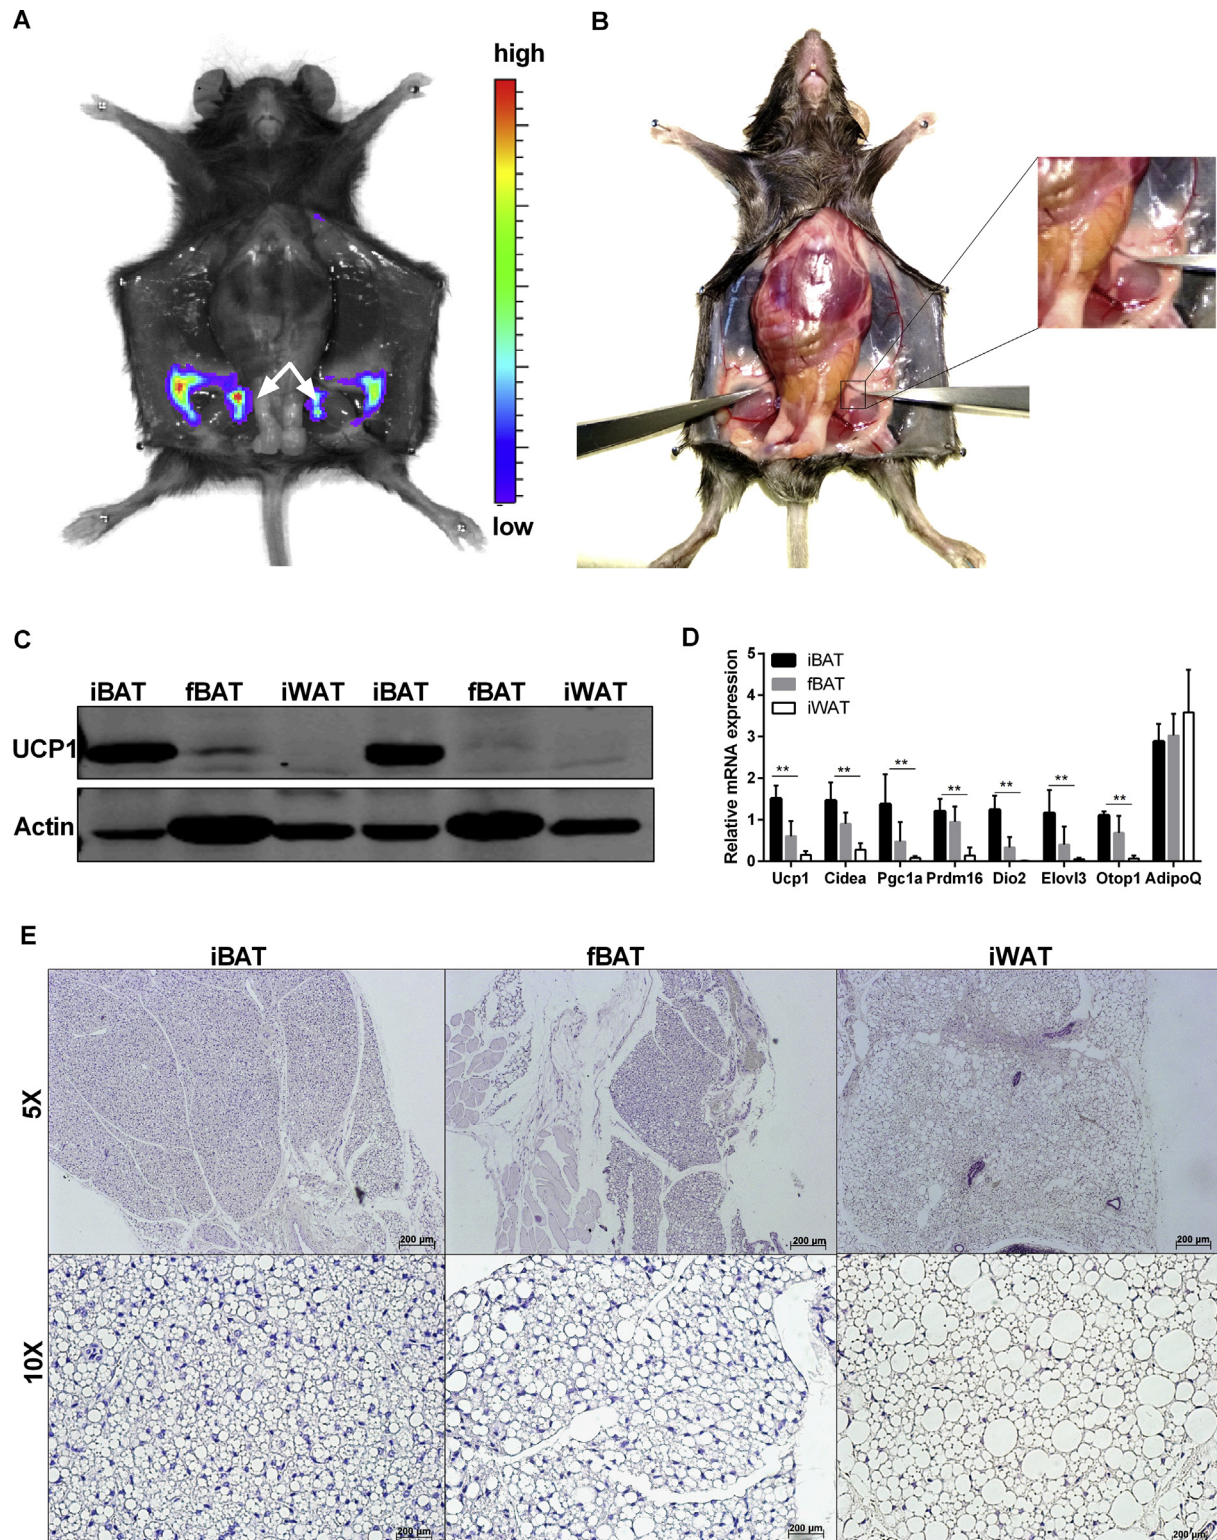 A
high
low
B
C
iBAT fBAT iWAT iBAT fBAT iWAT
UCP1
Actin
D
Relative mRNA expression
5
4
3
2
1
0
iBAT
fBAT
iWAT
** ** ** ** ** ** **
Ucp1 Cidea Pgc1a Prdm16 Dio2 Elovl3 Otop1 AdipoQ
E
iBAT fBAT iWAT
5X
200 µm 200 µm 200 µm
10X
200 µm 200 µm 200 µm